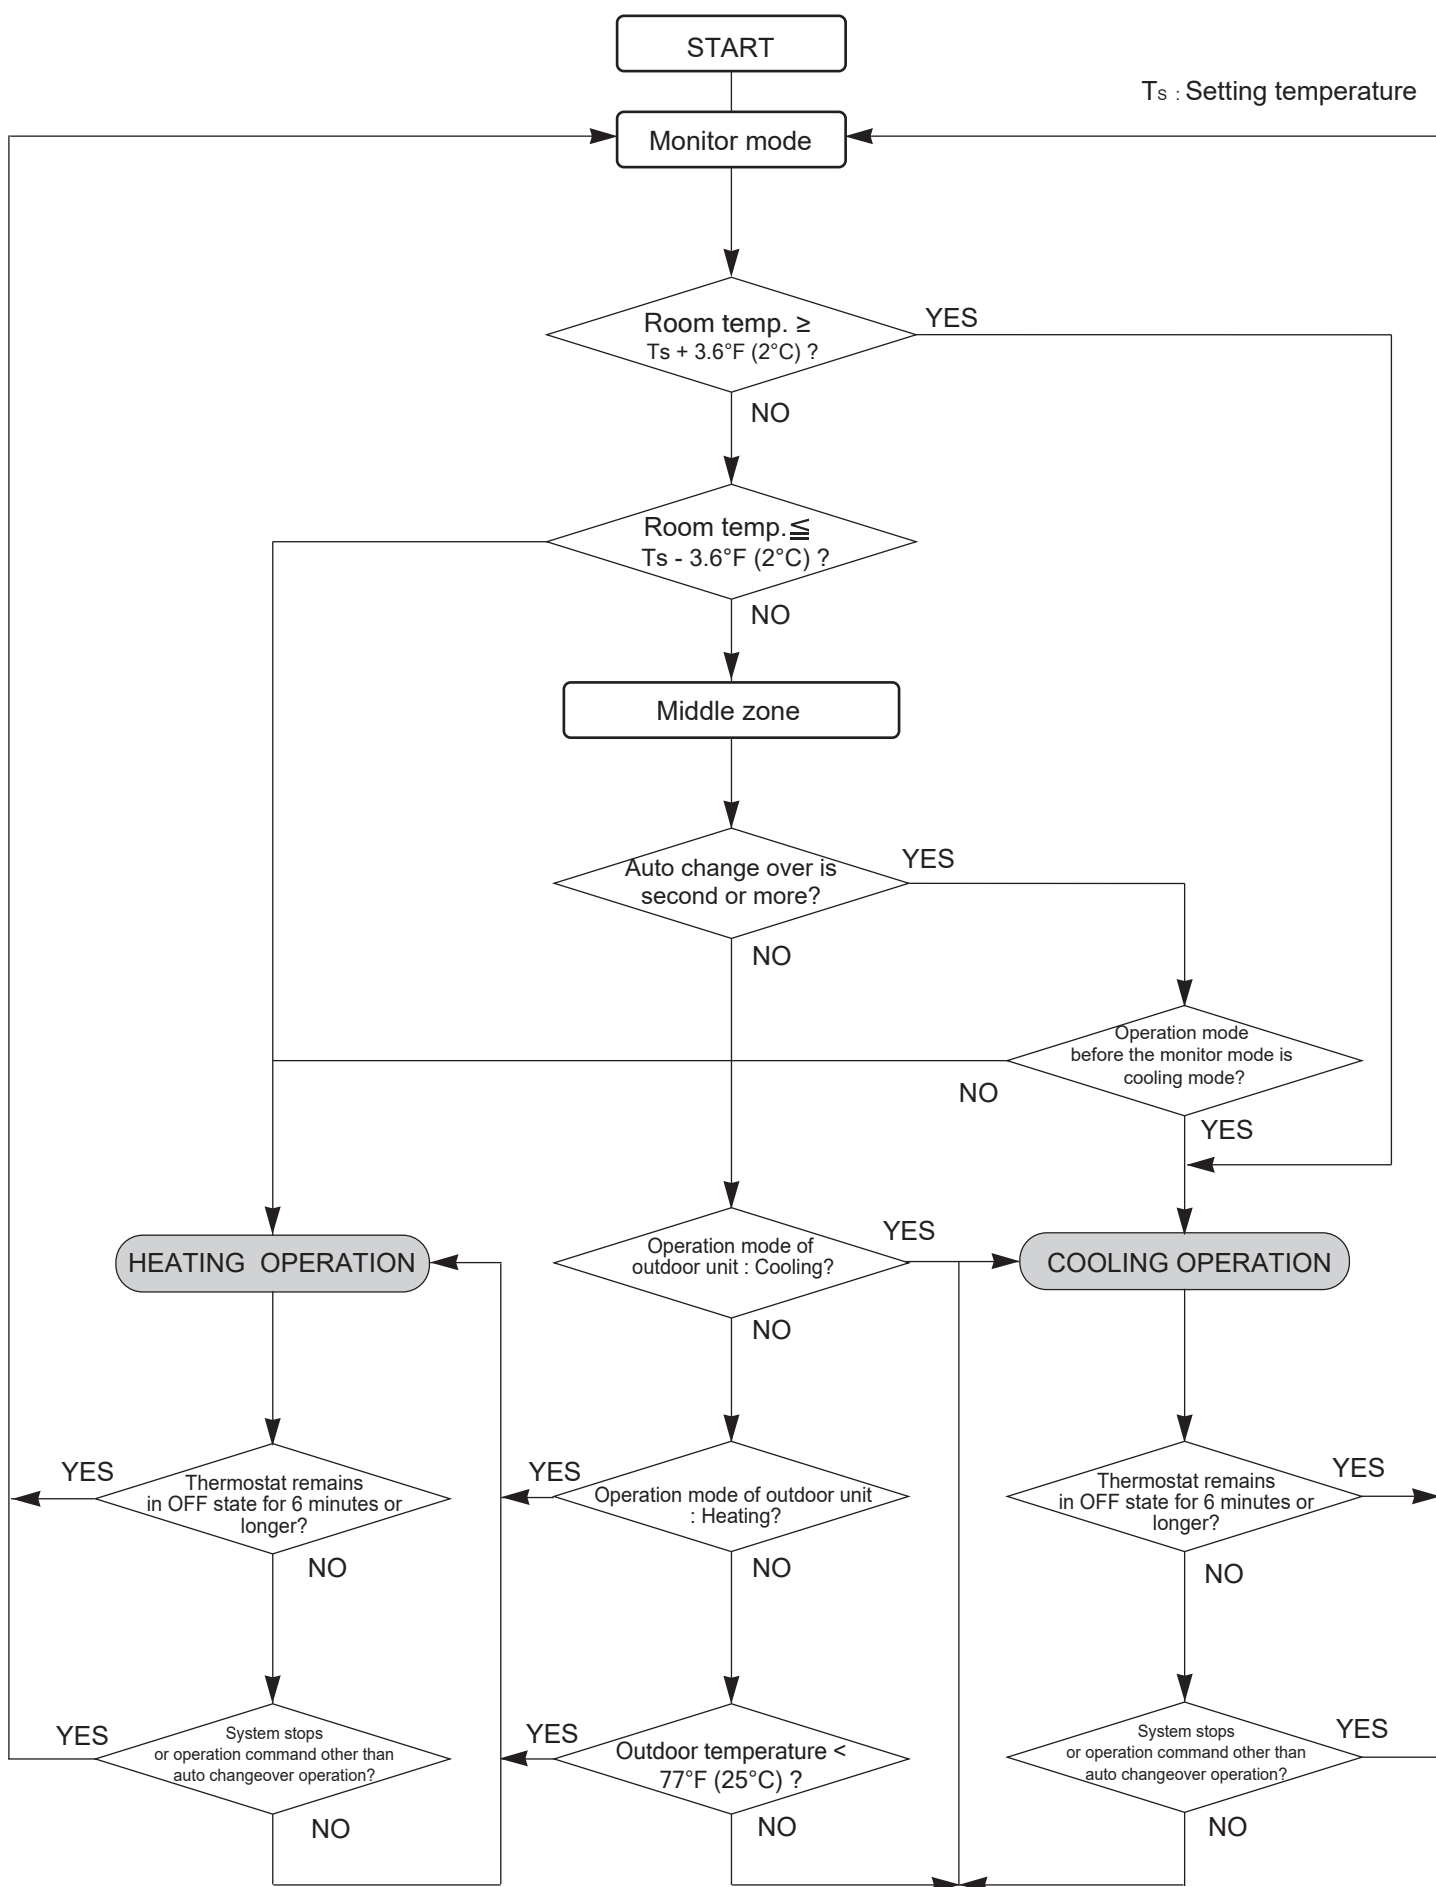 START
Ts : Setting temperature
Monitor mode
YES
Room temp. ≥
Ts + 3.6°F (2°C) ?
NO
Room temp.≦
Ts - 3.6°F (2°C) ?
NO
Middle zone
YES
Auto change over is
second or more?
NO
Operation mode
before the monitor mode is
cooling mode?
NO
YES
HEATING OPERATION
YES
Operation mode of
outdoor unit : Cooling?
COOLING OPERATION
NO
YES
Thermostat remains
in OFF state for 6 minutes or
longer?
NO
YES
Operation mode of outdoor unit
: Heating?
NO
YES
Thermostat remains
in OFF state for 6 minutes or
longer?
NO
YES
System stops
or operation command other than
auto changeover operation?
NO
YES
Outdoor temperature <
77°F (25°C) ?
NO
YES
System stops
or operation command other than
auto changeover operation?
NO